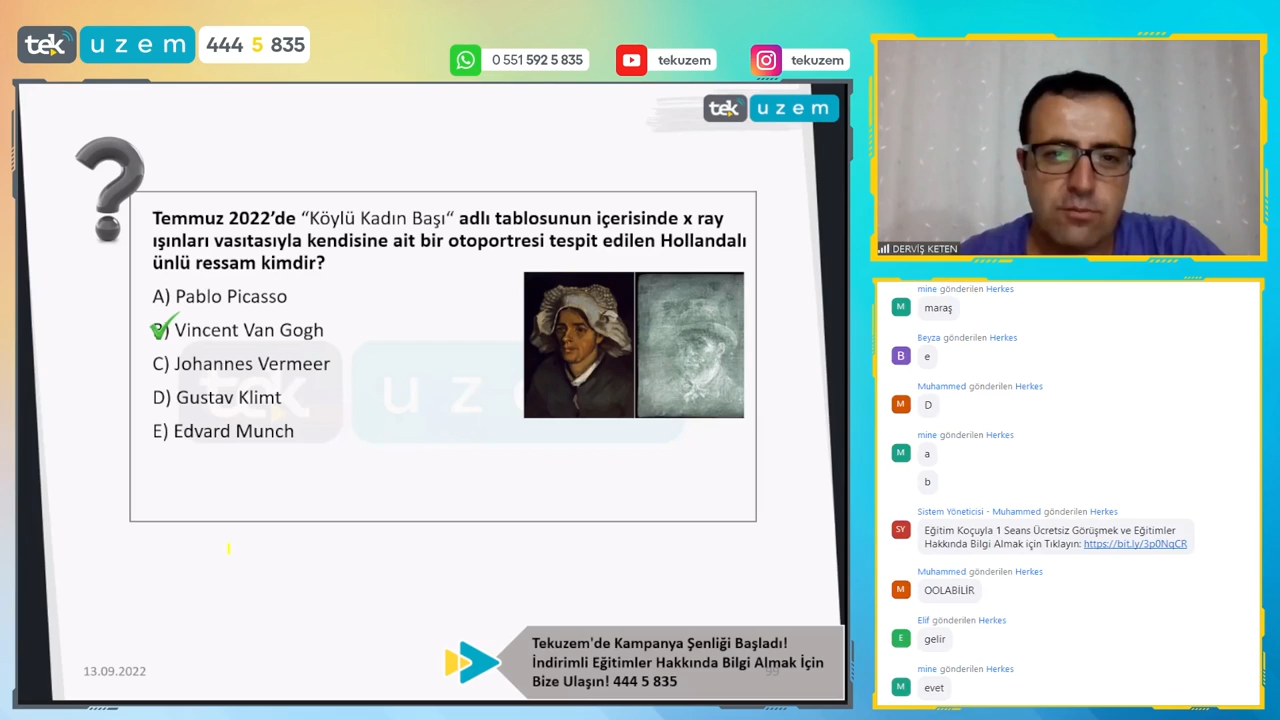 tek uzem 444 5 835
0 551 592 5 835
tekuzem
tekuzem
tek uzem
Temmuz 2022’de “Köylü Kadın Başı“ adlı tablosunun içerisinde x ray
ışınları vasıtasıyla kendisine ait bir otoportresi tespit edilen Hollandalı
ünlü ressam kimdir?
A) Pablo Picasso
B) Vincent Van Gogh
C) Johannes Vermeer
D) Gustav Klimt
E) Edvard Munch
tek uz
13.09.2022
Tekuzem'de Kampanya Şenliği Başladı!
İndirimli Eğitimler Hakkında Bilgi Almak İçin
Bize Ulaşın! 444 5 835
99
DERVİŞ KETEN
mine gönderilen Herkes
M maraş
Beyza gönderilen Herkes
B e
Muhammed gönderilen Herkes
M D
mine gönderilen Herkes
M a
b
Sistem Yöneticisi - Muhammed gönderilen Herkes
SY Eğitim Koçuyla 1 Seans Ücretsiz Görüşmek ve Eğitimler
Hakkında Bilgi Almak için Tıklayın: https://bit.ly/3p0NqCR
Muhammed gönderilen Herkes
M OOLABİLİR
Elif gönderilen Herkes
E gelir
mine gönderilen Herkes
M evet